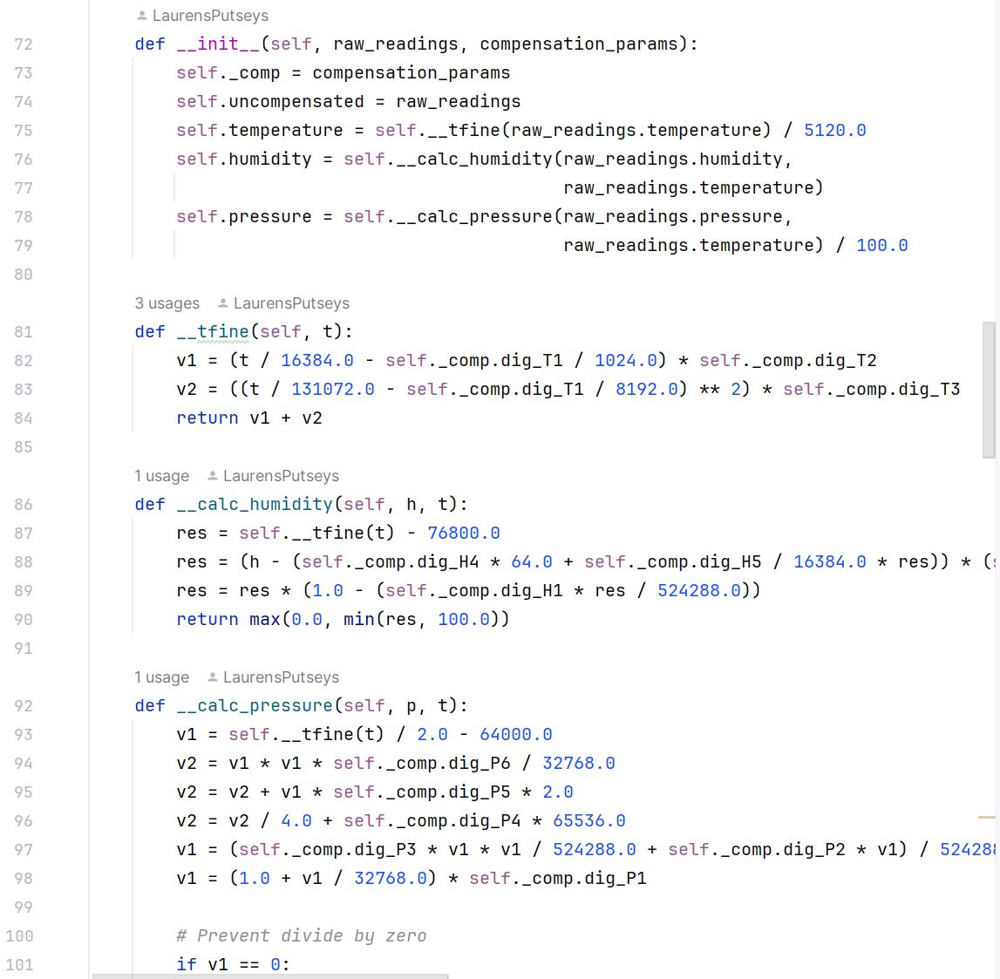 LaurensPutseys
72 def __init__(self, raw_readings, compensation_params):
73 self._comp = compensation_params
74 self.uncompensated = raw_readings
75 self.temperature = self.__tfine(raw_readings.temperature) / 5120.0
76 self.humidity = self.__calc_humidity(raw_readings.humidity,
77 raw_readings.temperature)
78 self.pressure = self.__calc_pressure(raw_readings.pressure,
79 raw_readings.temperature) / 100.0
80
3 usages LaurensPutseys
81 def __tfine(self, t):
82 v1 = (t / 16384.0 - self._comp.dig_T1 / 1024.0) * self._comp.dig_T2
83 v2 = ((t / 131072.0 - self._comp.dig_T1 / 8192.0) ** 2) * self._comp.dig_T3
84 return v1 + v2
85
1 usage LaurensPutseys
86 def __calc_humidity(self, h, t):
87 res = self.__tfine(t) - 76800.0
88 res = (h - (self._comp.dig_H4 * 64.0 + self._comp.dig_H5 / 16384.0 * res)) * (
89 res = res * (1.0 - (self._comp.dig_H1 * res / 524288.0))
90 return max(0.0, min(res, 100.0))
91
1 usage LaurensPutseys
92 def __calc_pressure(self, p, t):
93 v1 = self.__tfine(t) / 2.0 - 64000.0
94 v2 = v1 * v1 * self._comp.dig_P6 / 32768.0
95 v2 = v2 + v1 * self._comp.dig_P5 * 2.0
96 v2 = v2 / 4.0 + self._comp.dig_P4 * 65536.0
97 v1 = (self._comp.dig_P3 * v1 * v1 / 524288.0 + self._comp.dig_P2 * v1) / 524288
98 v1 = (1.0 + v1 / 32768.0) * self._comp.dig_P1
99
100 # Prevent divide by zero
101 if v1 == 0: